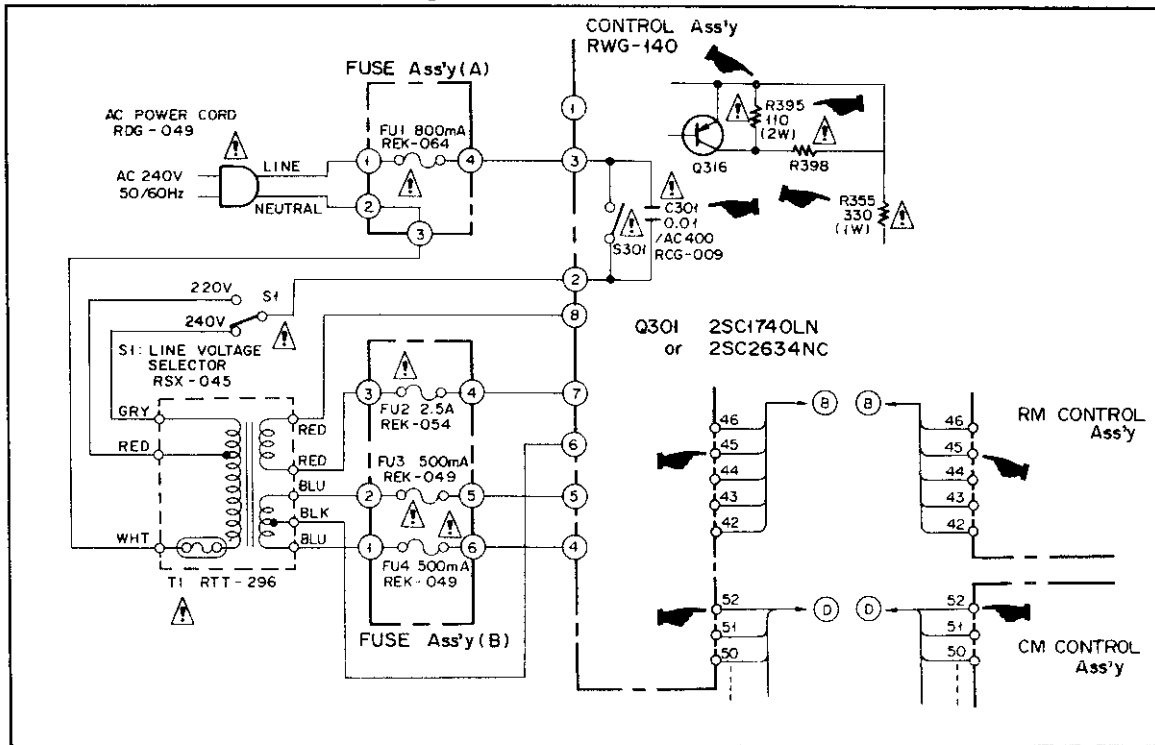 CONTROL Ass'y
RWG-140
FUSE Ass'y (A)
AC POWER CORD
RDG-049
AC 240V
50/60Hz
LINE
NEUTRAL
FU1 800mA
REK-064
1
4
2
3
1
3
2
8
7
6
5
4
Q316
R395
110
(2W)
R398
R355
330
(1W)
S301
C301
0.01
/AC400
RCG-009
220V
240V
S1
S1: LINE VOLTAGE
SELECTOR
RSX-045
GRY
RED
WHT
RED
RED
BLU
BLK
BLU
T1 RTT-296
3
4
FU2 2.5A
REK-054
FU3 500mA
REK-049
2
5
1
6
FU4 500mA
REK-049
FUSE Ass'y (B)
Q301 2SC1740LN
or 2SC2634NC
46
45
44
43
42
B
B
46
45
44
43
42
RM CONTROL
Ass'y
52
51
50
D
D
52
51
50
CM CONTROL
Ass'y